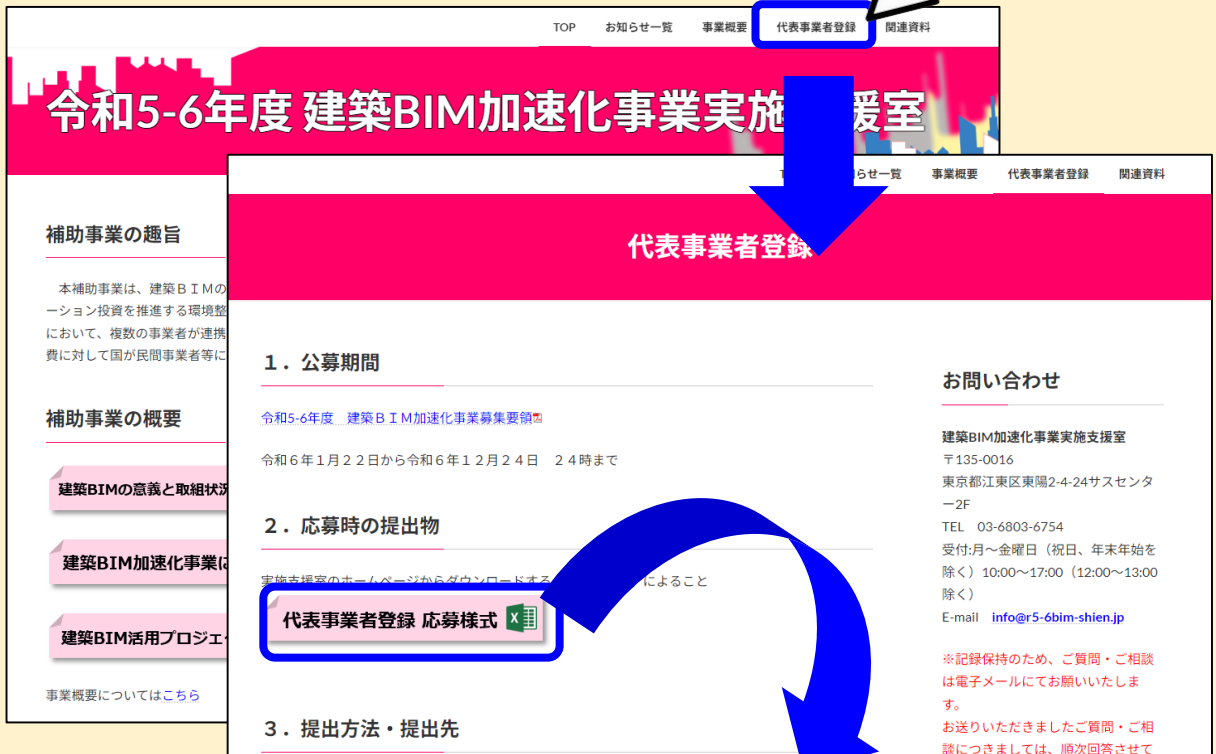 TOP お知らせ一覧 事業概要 代表事業者登録 関連資料
令和5-6年度 建築BIM加速化事業実施 援室
補助事業の趣旨
本補助事業は、建築ＢＩＭの
ーション投資を推進する環境整
において、複数の事業者が連携
費に対して国が民間事業者等に
補助事業の概要
建築BIMの意義と取組状況
建築BIM加速化事業に
建築BIM活用プロジェ
事業概要についてはこちら
らせ一覧 事業概要 代表事業者登録 関連資料
代表事業者登録
１．公募期間
令和5-6年度　建築ＢＩＭ加速化事業募集要領
令和６年１月２２日から令和６年１２月２４日　２４時まで
２．応募時の提出物
実施支援室のホームページからダウンロードする によること
代表事業者登録 応募様式
３．提出方法・提出先
お問い合わせ
建築BIM加速化事業実施支援室
〒135-0016
東京都江東区東陽2-4-24サスセンタ
ー2F
TEL 03-6803-6754
受付:月～金曜日（祝日、年末年始を
除く）10:00～17:00（12:00～13:00
除く）
E-mail info@r5-6bim-shien.jp
※記録保持のため、ご質問・ご相談
は電子メールにてお願いいたしま
す。
お送りいただきましたご質問・ご相
談につきましては、順次回答させて